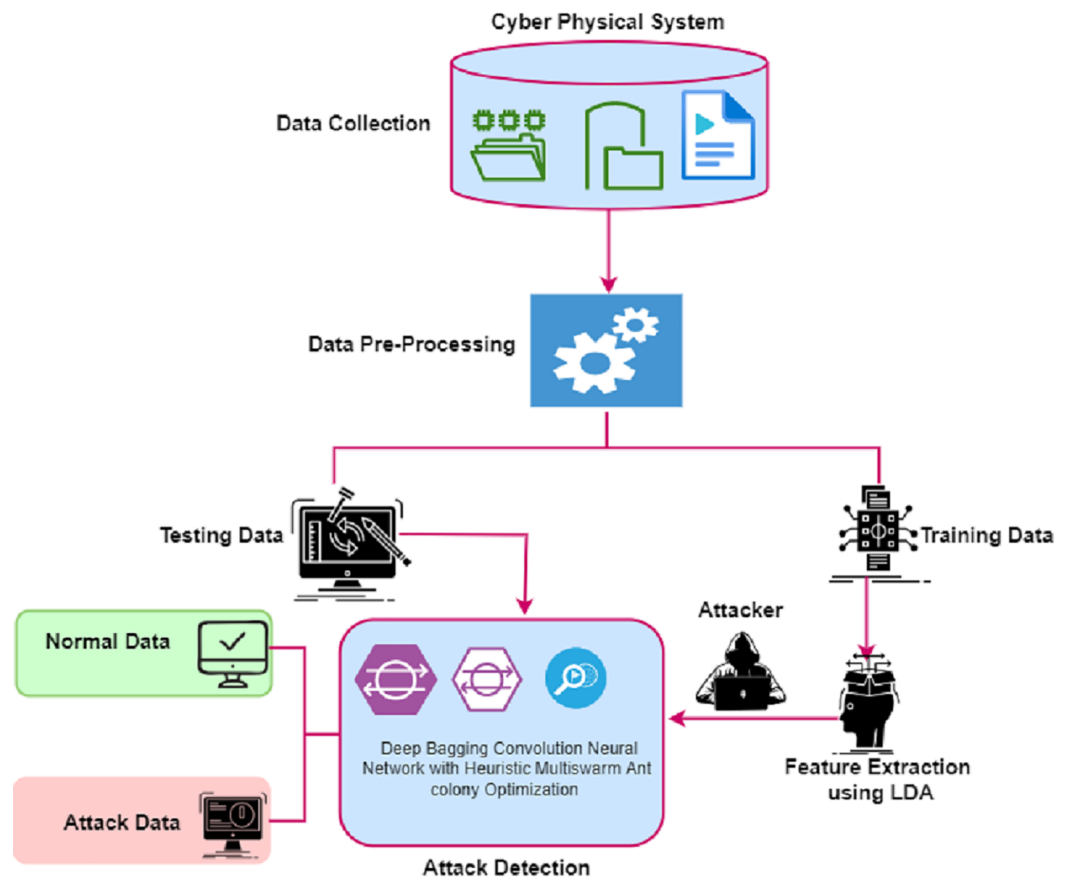 Cyber Physical System
Data Collection
Data Pre-Processing
Testing Data
Training Data
Normal Data
Attacker
Deep Bagging Convolution Neural
Network with Heuristic Multiswarm Ant
colony Optimization
Feature Extraction
using LDA
Attack Data
Attack Detection